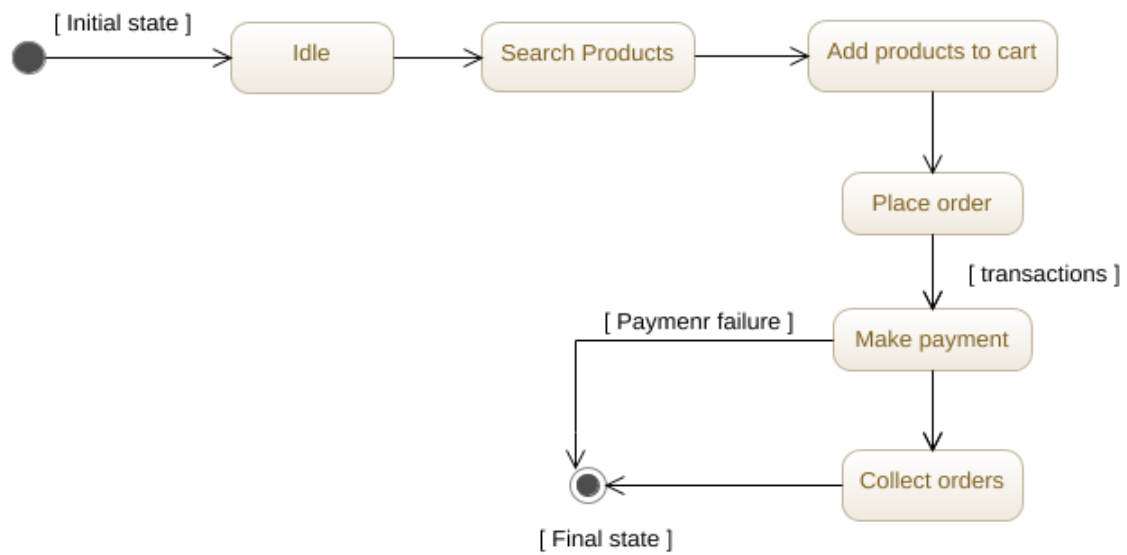 [ Initial state ]
Idle
Search Products
Add products to cart
Place order
[ transactions ]
[ Paymenr failure ]
Make payment
Collect orders
[ Final state ]